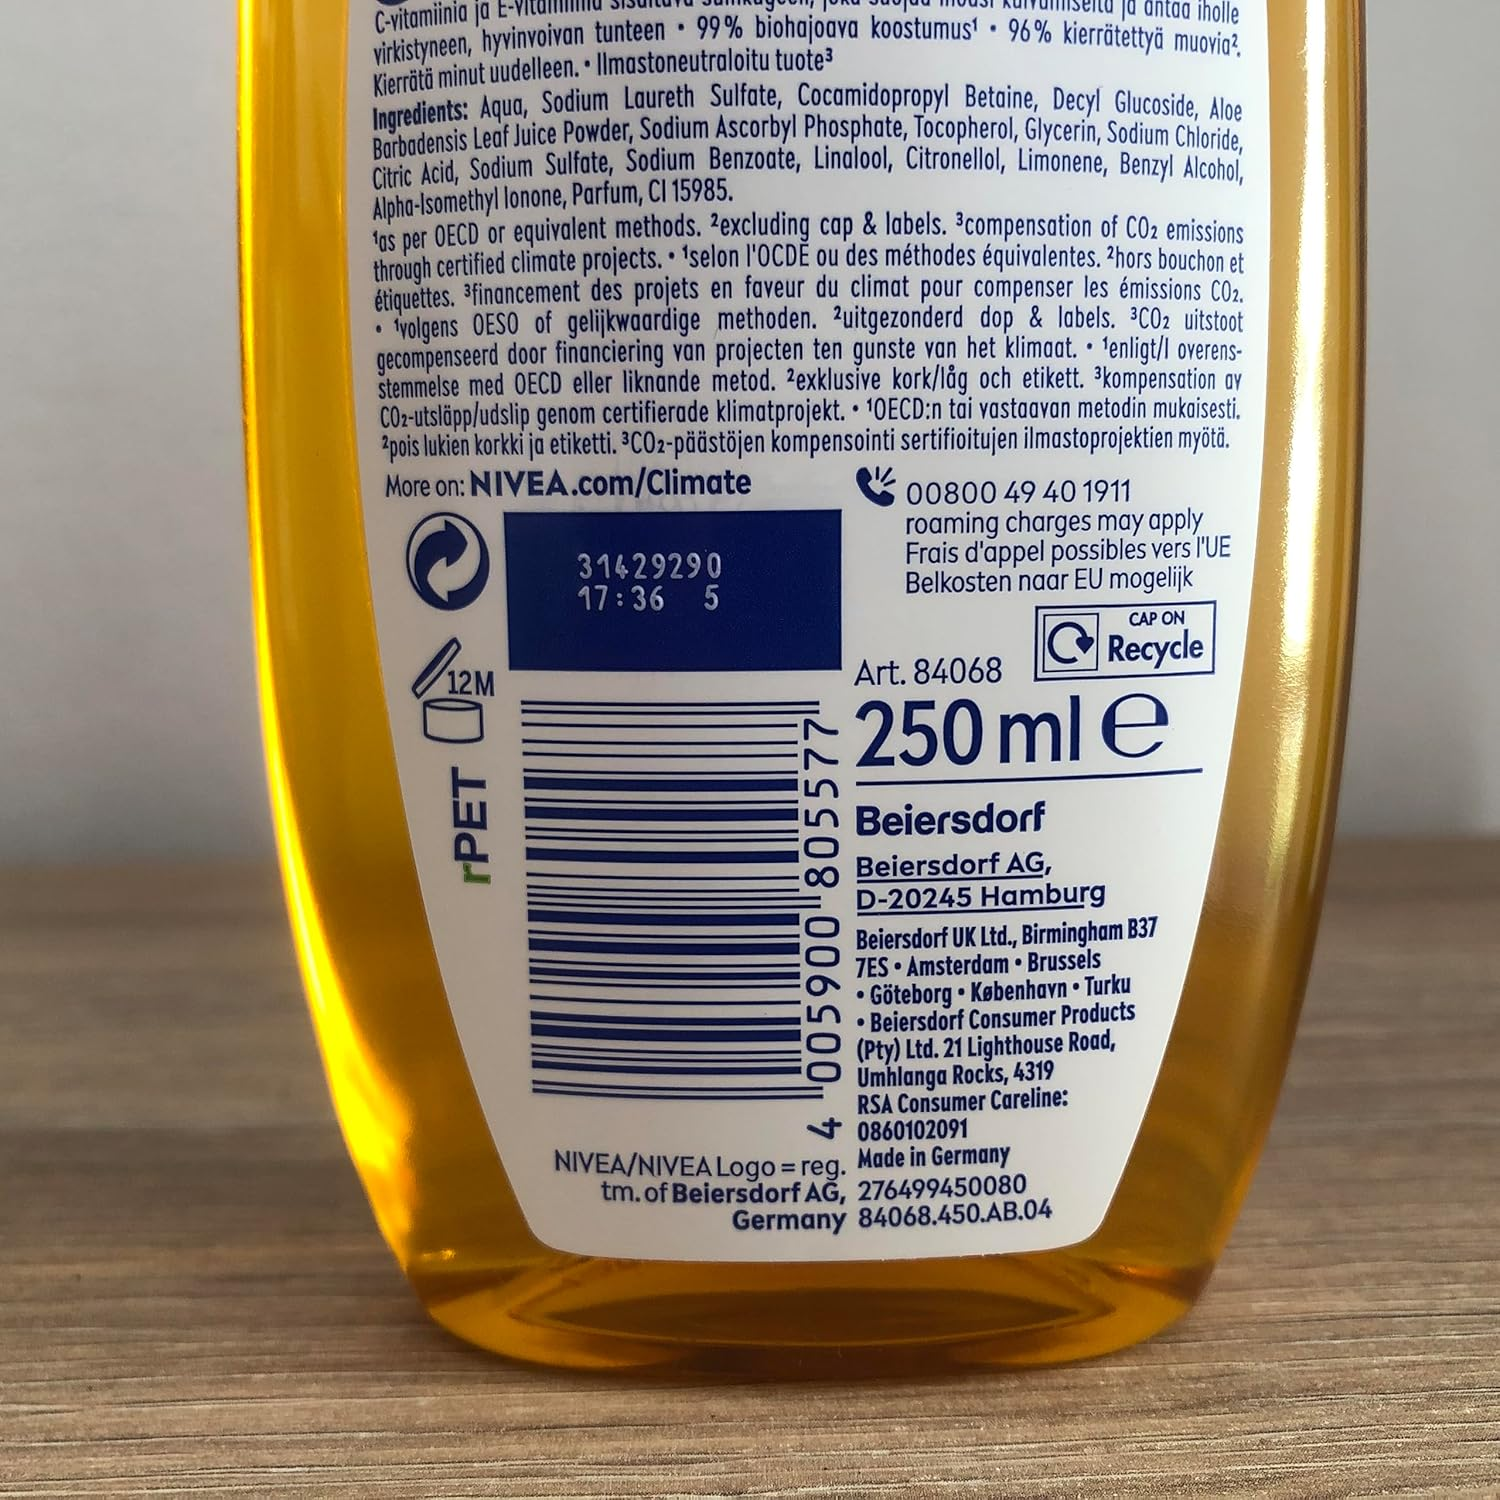 C-vitamiinia ja E-vitamiinia sisältävä suihkugeeli, joka suojaa ihoasi kuivumiselta ja antaa iholle
virkistyneen, hyvinvoivan tunteen • 99% biohajoava koostumus¹ • 96% kierrätettyä muovia².
Kierrätä minut uudelleen. • Ilmastoneutraloitu tuote³
Ingredients: Aqua, Sodium Laureth Sulfate, Cocamidopropyl Betaine, Decyl Glucoside, Aloe
Barbadensis Leaf Juice Powder, Sodium Ascorbyl Phosphate, Tocopherol, Glycerin, Sodium Chloride,
Citric Acid, Sodium Sulfate, Sodium Benzoate, Linalool, Citronellol, Limonene, Benzyl Alcohol,
Alpha-Isomethyl Ionone, Parfum, CI 15985.
¹as per OECD or equivalent methods. ²excluding cap & labels. ³compensation of CO₂ emissions
through certified climate projects. • ¹selon l'OCDE ou des méthodes équivalentes. ²hors bouchon et
étiquettes. ³financement des projets en faveur du climat pour compenser les émissions CO₂.
• ¹volgens OESO of gelijkwaardige methoden. ²uitgezonderd dop & labels. ³CO₂ uitstoot
gecompenseerd door financiering van projecten ten gunste van het klimaat. • ¹enligt/I overens-
stemmelse med OECD eller liknande metod. ²exklusive kork/låg och etikett. ³kompensation av
CO₂-utsläpp/udslip genom certifierade klimatprojekt. • ¹OECD:n tai vastaavan metodin mukaisesti.
²pois lukien korkki ja etiketti. ³CO₂-päästöjen kompensointi sertifioitujen ilmastoprojektien myötä.
More on: NIVEA.com/Climate
00800 49 40 1911
roaming charges may apply
Frais d'appel possibles vers l'UE
Belkosten naar EU mogelijk
31429290
17:36 5
CAP ON
Recycle
12M
rPET
Art. 84068
250 ml e
4 005900 805577
Beiersdorf
Beiersdorf AG,
D-20245 Hamburg
Beiersdorf UK Ltd., Birmingham B37
7ES • Amsterdam • Brussels
• Göteborg • København • Turku
• Beiersdorf Consumer Products
(Pty) Ltd. 21 Lighthouse Road,
Umhlanga Rocks, 4319
RSA Consumer Careline:
0860102091
Made in Germany
276499450080
84068.450.AB.04
NIVEA/NIVEA Logo = reg.
tm. of Beiersdorf AG,
Germany